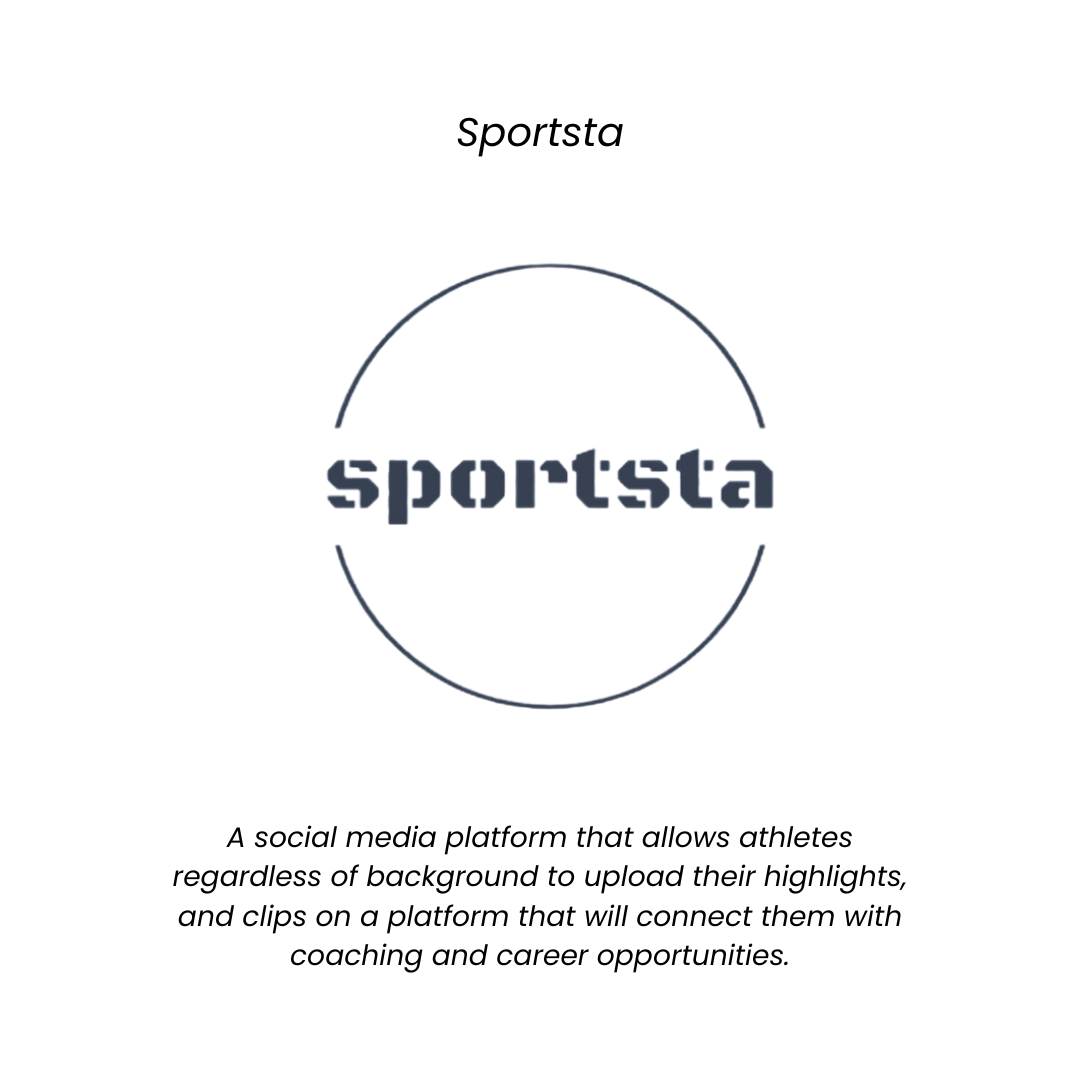 Sportsta
sportsta
A social media platform that allows athletes
regardless of background to upload their highlights,
and clips on a platform that will connect them with
coaching and career opportunities.